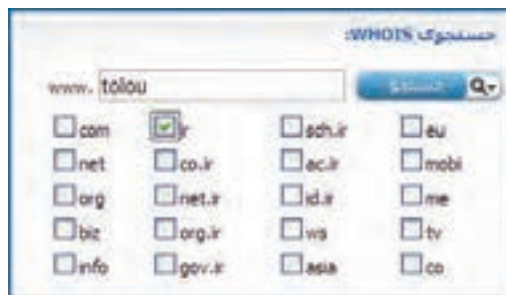 جستجوی WHOIS:
www. tolou جستجو
com ir sch.ir eu
net co.ir ac.ir mobi
org net.ir id.ir me
biz org.ir ws tv
info gov.ir asia co